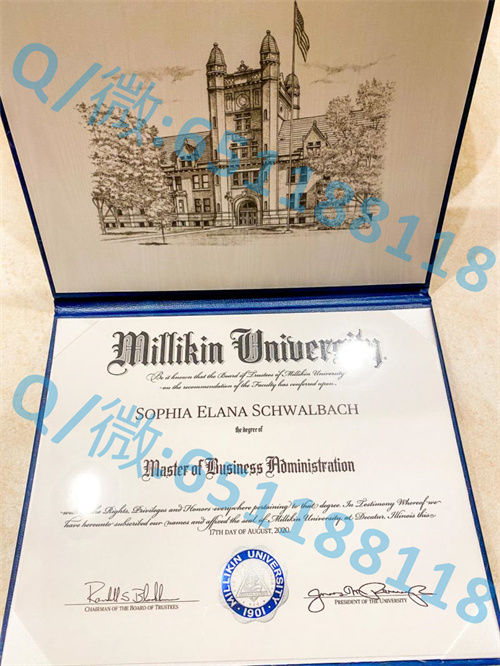 Q/微:651188118
Millikin University.
Be it known that the Board of Trustees of Millikin University
on the recommendation of the Faculty has conferred upon
SOPHIA ELANA SCHWALBACH
the degree of
Master of Business Administration
the Rights, Privileges and Honors everywhere pertaining to that degree. In Testimony Whereof we
have hereunto subscribed our names and affixed the seal of Millikin University, at Decatur, Illinois this
17TH DAY OF AUGUST, 2020
Q/微:651188118
MILLIKIN UNIVERSITY
1901
CHAIRMAN OF THE BOARD OF TRUSTEES
PRESIDENT OF THE UNIVERSITY